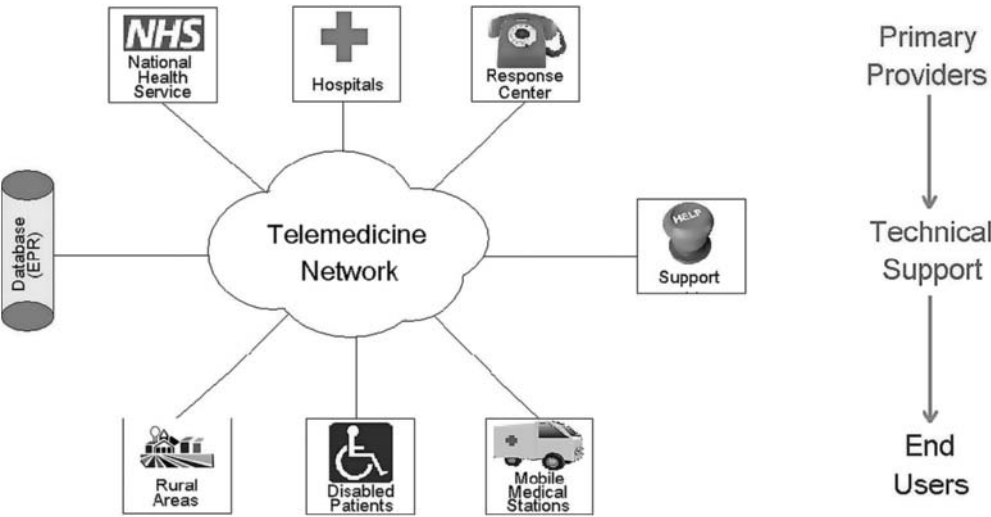 NHS
National
Health
Service
Hospitals
Response
Center
Primary
Providers
Database
(EPR)
Telemedicine
Network
HELP
Support
Technical
Support
Rural
Areas
Disabled
Patients
Mobile
Medical
Stations
End
Users